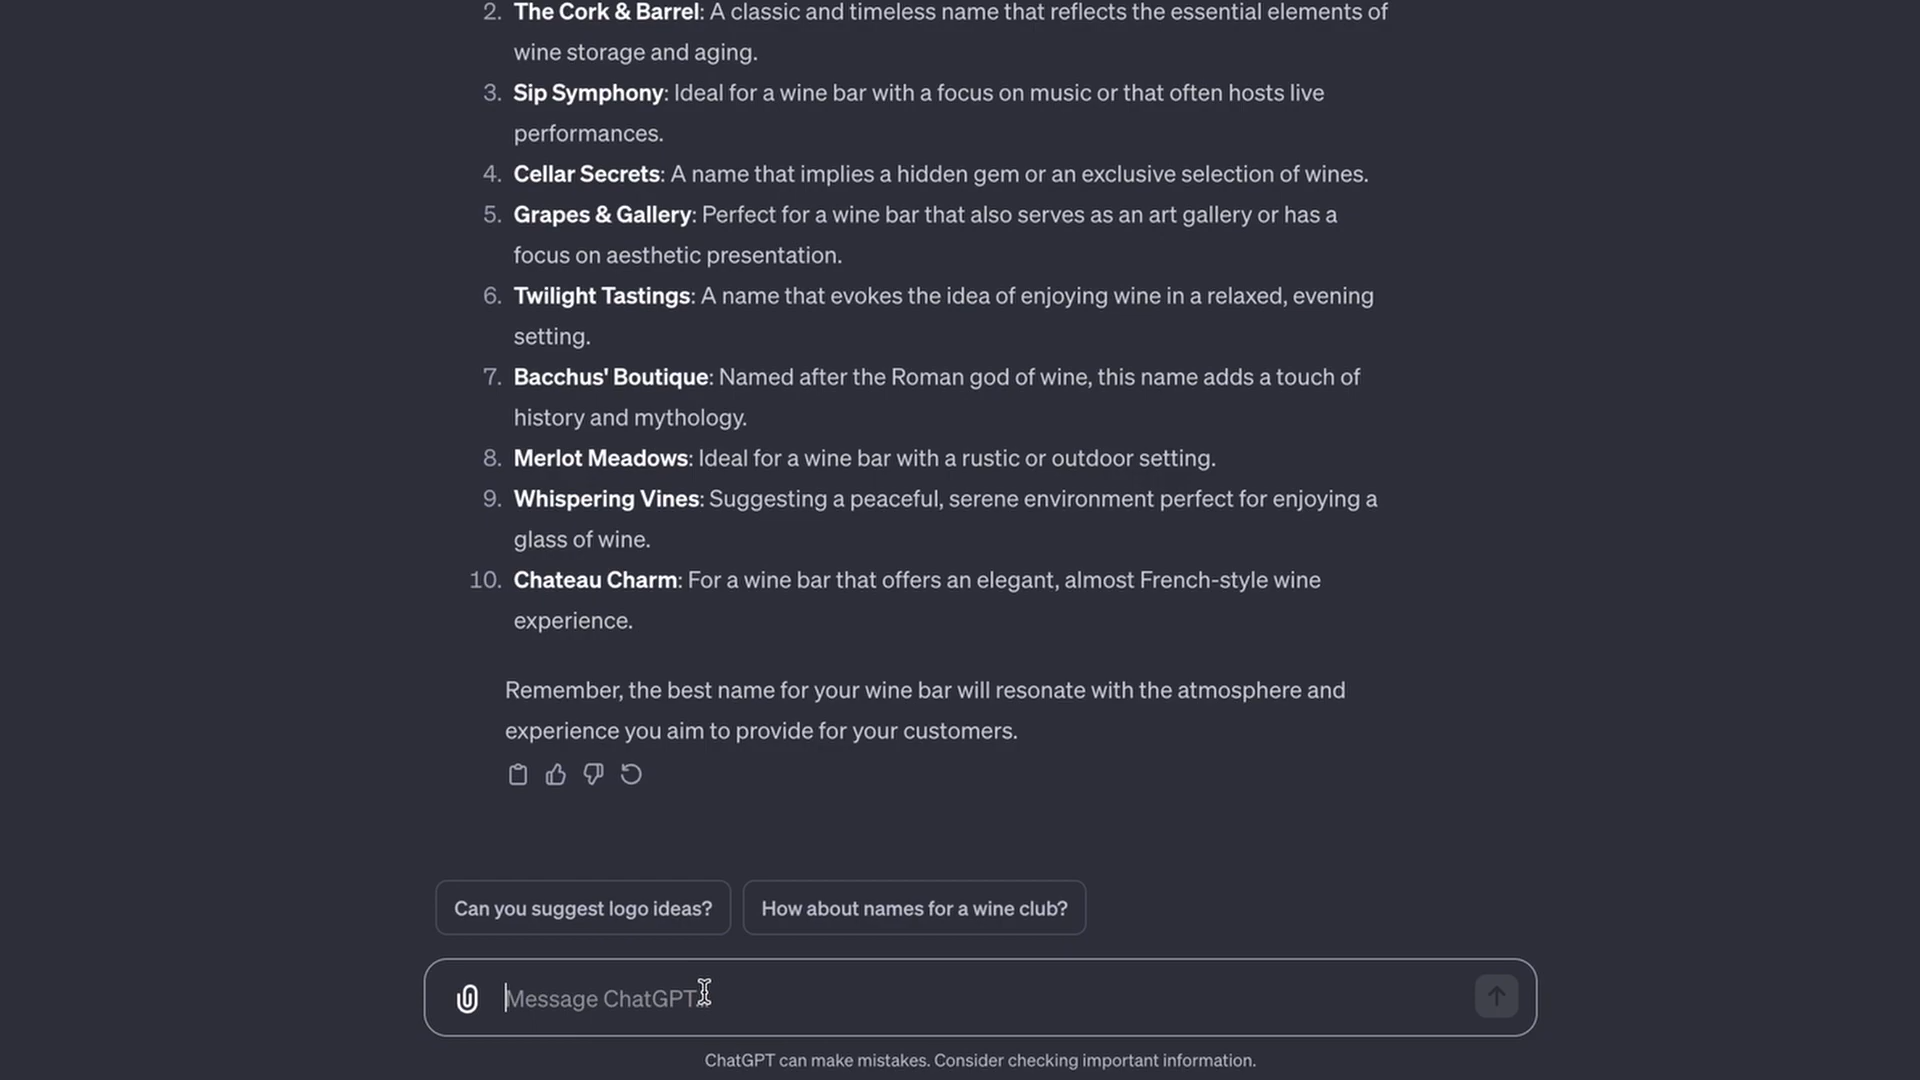 2. The Cork & Barrel: A classic and timeless name that reflects the essential elements of
wine storage and aging.
3. Sip Symphony: Ideal for a wine bar with a focus on music or that often hosts live
performances.
4. Cellar Secrets: A name that implies a hidden gem or an exclusive selection of wines.
5. Grapes & Gallery: Perfect for a wine bar that also serves as an art gallery or has a
focus on aesthetic presentation.
6. Twilight Tastings: A name that evokes the idea of enjoying wine in a relaxed, evening
setting.
7. Bacchus' Boutique: Named after the Roman god of wine, this name adds a touch of
history and mythology.
8. Merlot Meadows: Ideal for a wine bar with a rustic or outdoor setting.
9. Whispering Vines: Suggesting a peaceful, serene environment perfect for enjoying a
glass of wine.
10. Chateau Charm: For a wine bar that offers an elegant, almost French-style wine
experience.
Remember, the best name for your wine bar will resonate with the atmosphere and
experience you aim to provide for your customers.
Can you suggest logo ideas? How about names for a wine club?
Message ChatGPT...
ChatGPT can make mistakes. Consider checking important information.